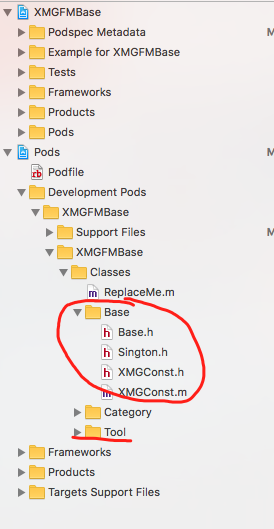 XMGFMBase
Podspec Metadata
M
Example for XMGFMBase
Tests
Frameworks
Products
Pods
Pods
M
Podfile
Development Pods
XMGFMBase
Support Files
M
XMGFMBase
Classes
ReplaceMe.m
Base
Base.h
Sington.h
XMGConst.h
XMGConst.m
Category
Tool
Frameworks
Products
Targets Support Files